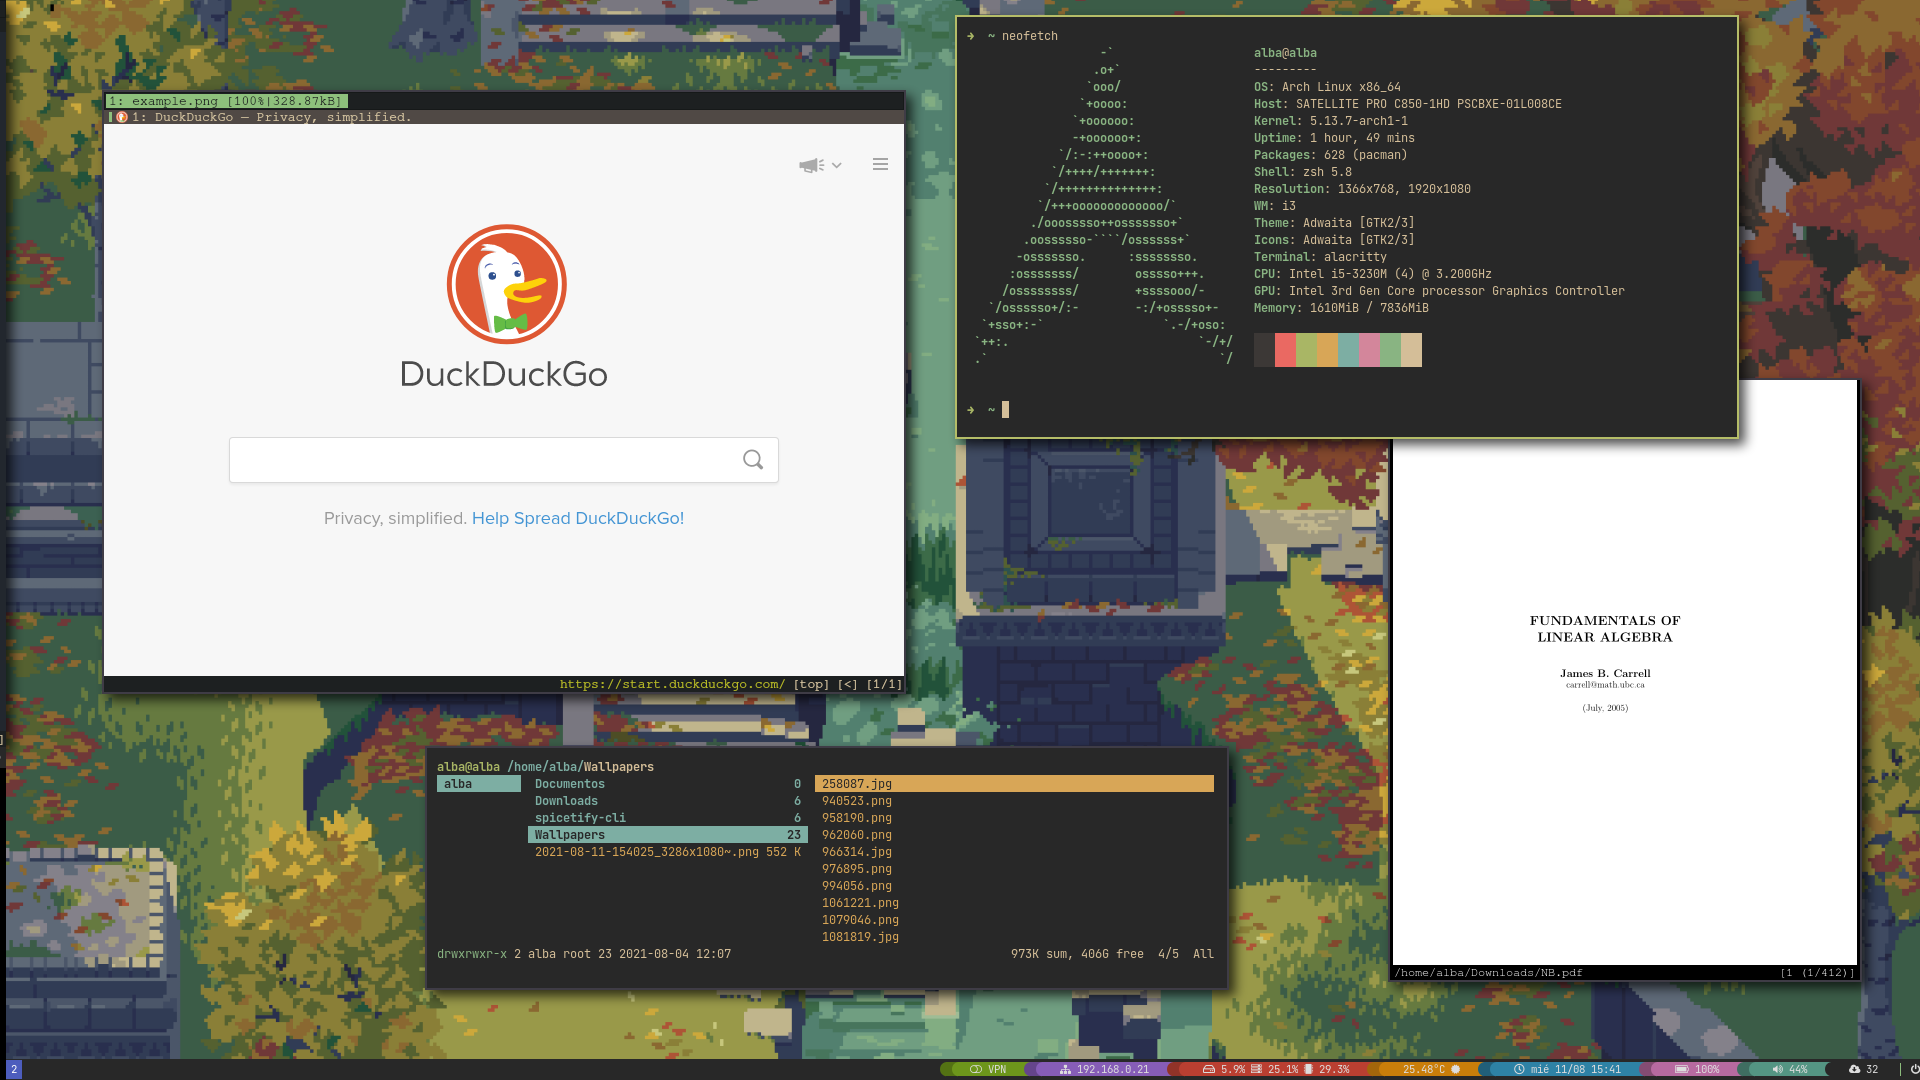 1: example.png [100%|328.87kB]
1: DuckDuckGo — Privacy, simplified.
DuckDuckGo
Privacy, simplified. Help Spread DuckDuckGo!
https://start.duckduckgo.com/ [top] [<] [1/1]
➜ ~ neofetch
alba@alba
---------
OS: Arch Linux x86_64
Host: SATELLITE PRO C850-1HD PSCBXE-01L008CE
Kernel: 5.13.7-arch1-1
Uptime: 1 hour, 49 mins
Packages: 628 (pacman)
Shell: zsh 5.8
Resolution: 1366x768, 1920x1080
WM: i3
Theme: Adwaita [GTK2/3]
Icons: Adwaita [GTK2/3]
Terminal: alacritty
CPU: Intel i5-3230M (4) @ 3.200GHz
GPU: Intel 3rd Gen Core processor Graphics Controller
Memory: 1610MiB / 7836MiB
➜ ~
FUNDAMENTALS OF
LINEAR ALGEBRA
James B. Carrell
carrell@math.ubc.ca
(July, 2005)
/home/alba/Downloads/NB.pdf [1 (1/412)]
]
alba@alba /home/alba/Wallpapers
alba Documentos 0 258087.jpg
Downloads 6 940523.png
spicetify-cli 6 958190.png
Wallpapers 23 962060.png
2021-08-11-154025_3286x1080~.png 552 K 966314.jpg
976895.png
994056.png
1061221.png
1079046.png
1081819.jpg
drwxrwxr-x 2 alba root 23 2021-08-04 12:07 973K sum, 406G free 4/5 All
2 VPN 192.168.0.21 5.9% 25.1% 29.3% 25.48°C mié 11/08 15:41 100% 44% 32